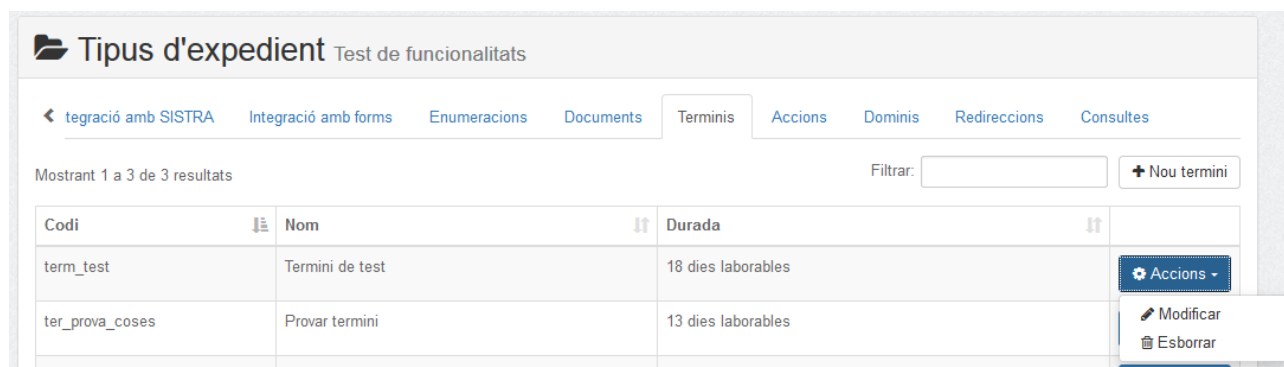 Tipus d'expedient Test de funcionalitats
tegració amb SISTRA Integració amb forms Enumeracions Documents Terminis Accions Dominis Redireccions Consultes
Mostrant 1 a 3 de 3 resultats Filtrar: Nou termini
Codi Nom Durada
term_test Termini de test 18 dies laborables Accions
ter_prova_coses Provar termini 13 dies laborables Modificar
Esborrar